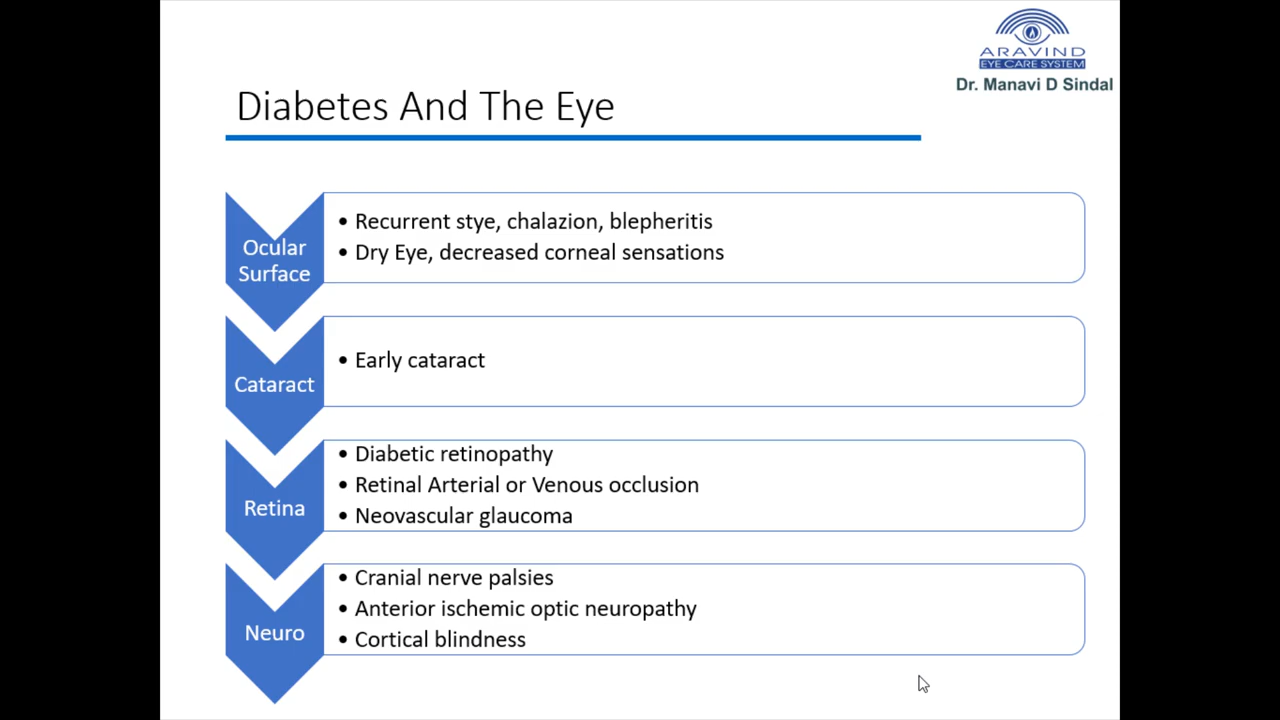 ARAVIND
EYE CARE SYSTEM
Dr. Manavi D Sindal
Diabetes And The Eye
Ocular
Surface
• Recurrent stye, chalazion, blepheritis
• Dry Eye, decreased corneal sensations
Cataract
• Early cataract
Retina
• Diabetic retinopathy
• Retinal Arterial or Venous occlusion
• Neovascular glaucoma
Neuro
• Cranial nerve palsies
• Anterior ischemic optic neuropathy
• Cortical blindness